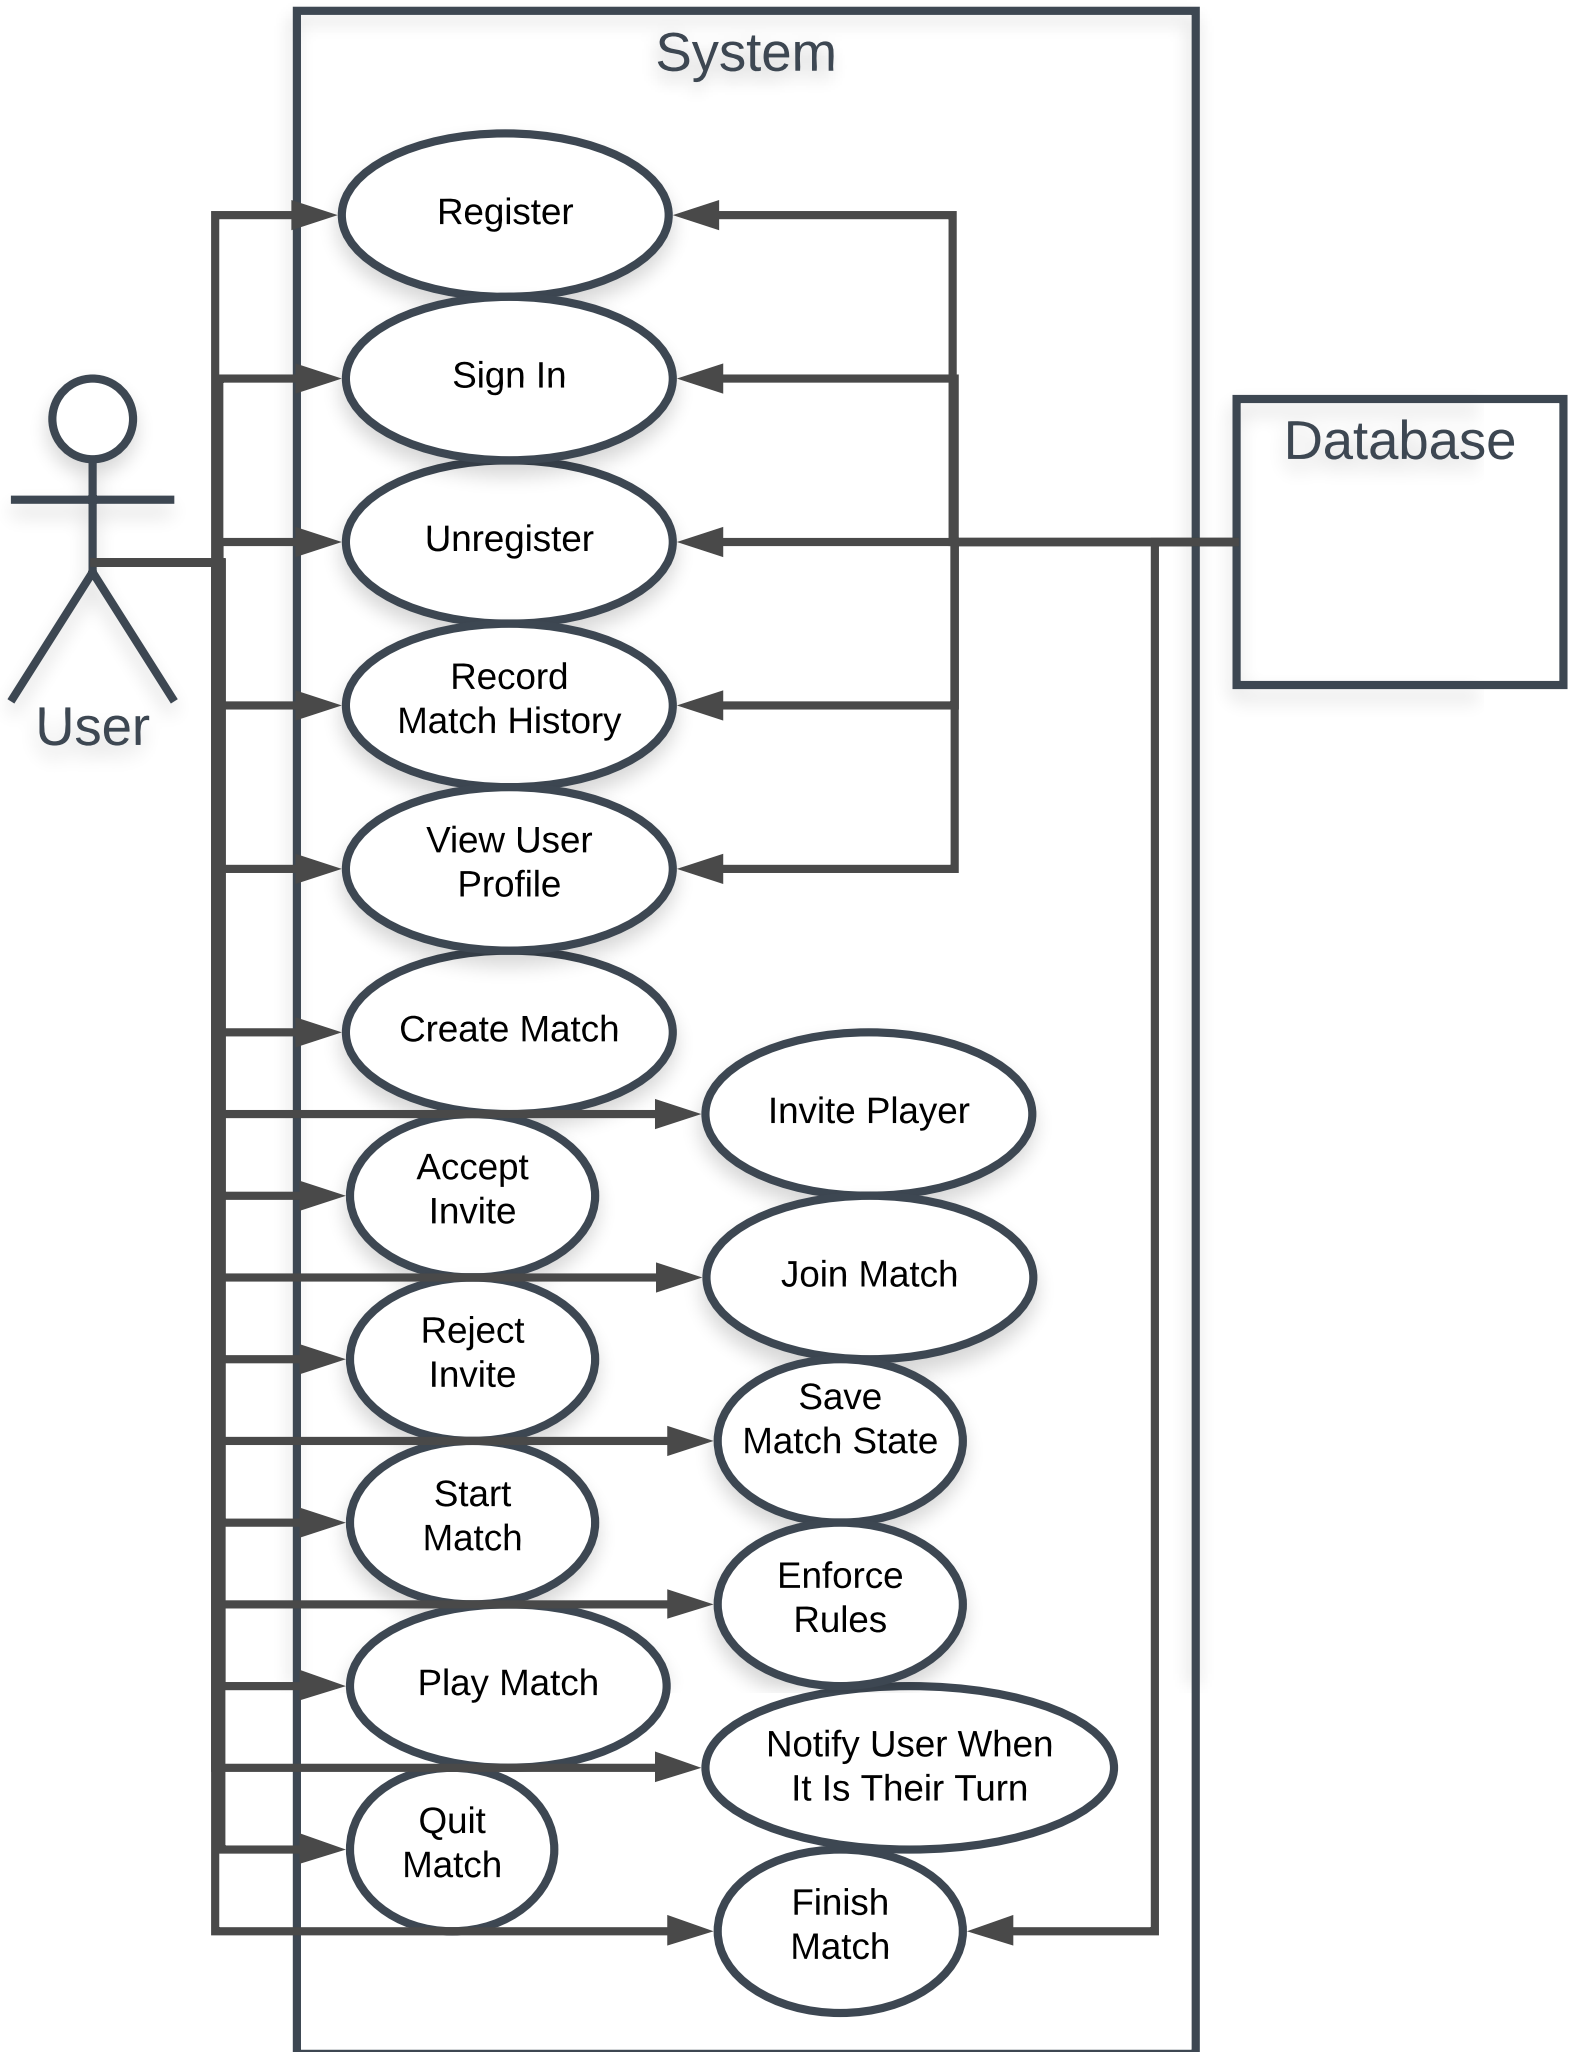 System
Register
Sign In
Database
Unregister
Record
Match History
User
View User
Profile
Create Match
Invite Player
Accept
Invite
Join Match
Reject
Invite
Save
Match State
Start
Match
Enforce
Rules
Play Match
Notify User When
It Is Their Turn
Quit
Match
Finish
Match